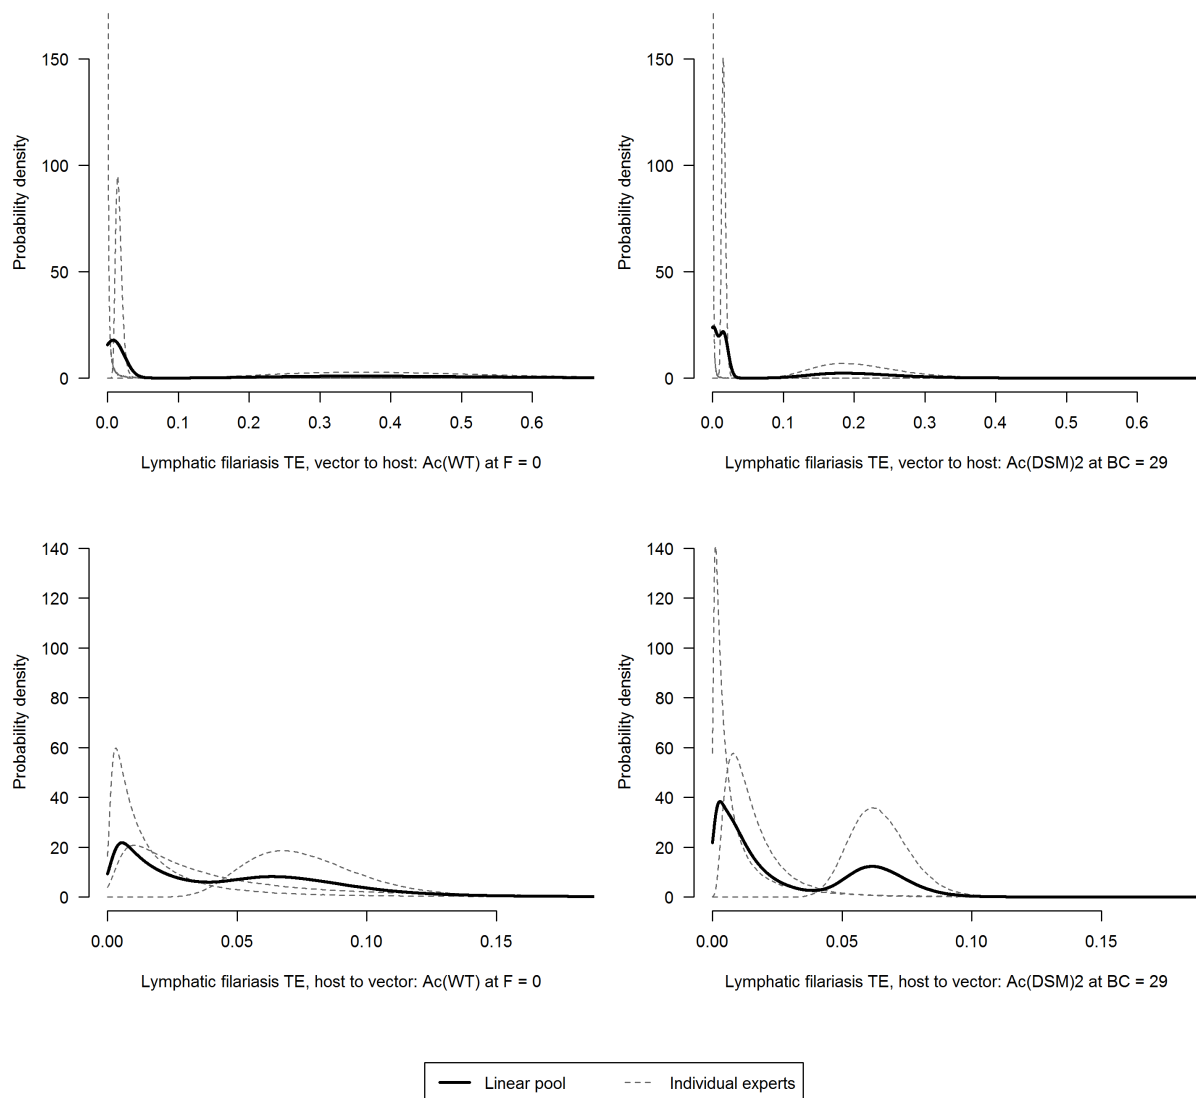 150
100
50
0
Probability density
0.0 0.1 0.2 0.3 0.4 0.5 0.6
Lymphatic filariasis TE, vector to host: Ac(WT) at F = 0
150
100
50
0
Probability density
0.0 0.1 0.2 0.3 0.4 0.5 0.6
Lymphatic filariasis TE, vector to host: Ac(DSM)2 at BC = 29
140
120
100
80
60
40
20
0
Probability density
0.00 0.05 0.10 0.15
Lymphatic filariasis TE, host to vector: Ac(WT) at F = 0
140
120
100
80
60
40
20
0
Probability density
0.00 0.05 0.10 0.15
Lymphatic filariasis TE, host to vector: Ac(DSM)2 at BC = 29
Linear pool Individual experts